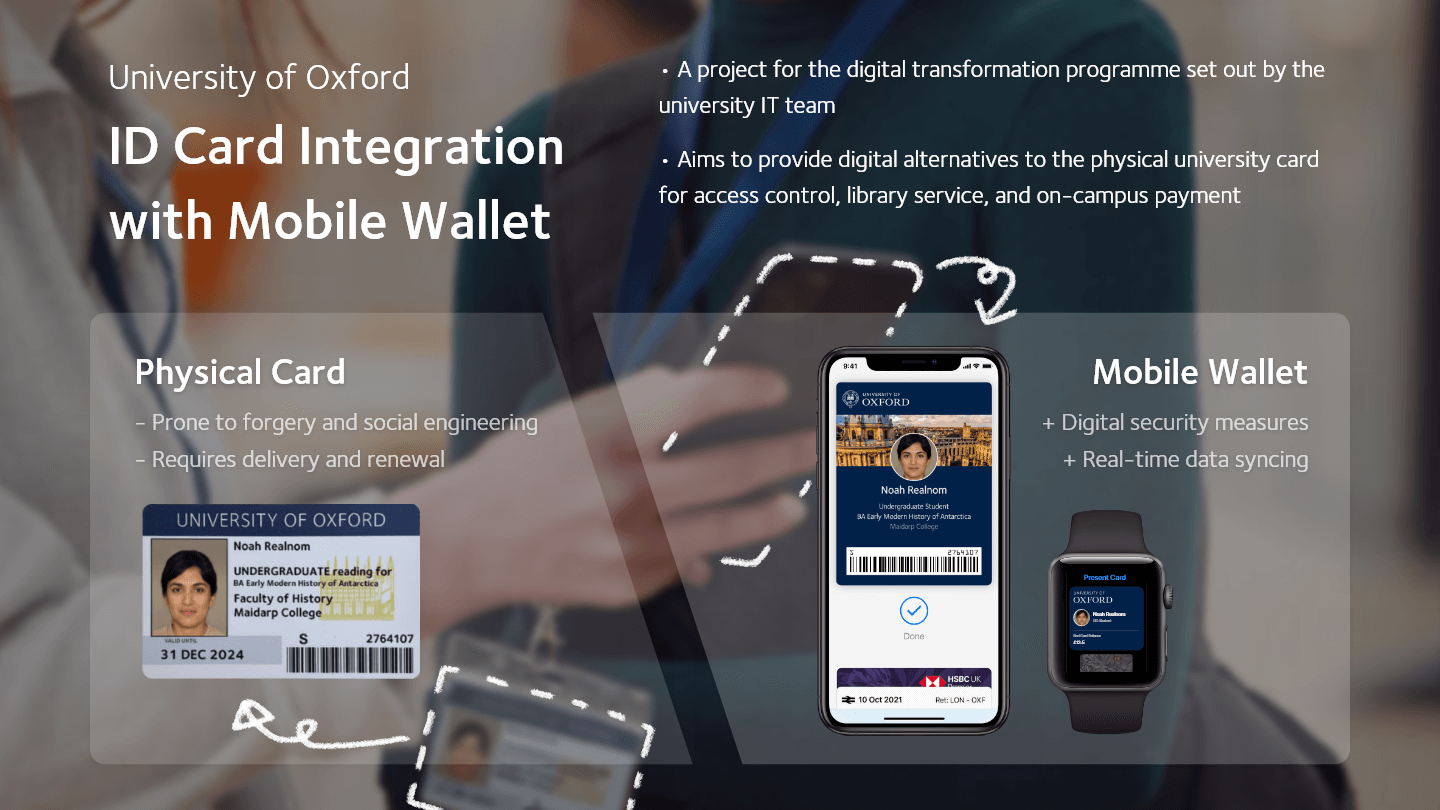 University of Oxford
ID Card Integration
with Mobile Wallet
• A project for the digital transformation programme set out by the
university IT team
• Aims to provide digital alternatives to the physical university card
for access control, library service, and on-campus payment
Physical Card
- Prone to forgery and social engineering
- Requires delivery and renewal
UNIVERSITY OF OXFORD
Noah Realnom
UNDERGRADUATE reading for
BA Early Modern History of Antarctica
Faculty of History
Maidarp College
VALID UNTIL
31 DEC 2024
S 2764107
Mobile Wallet
+ Digital security measures
+ Real-time data syncing
9:41
UNIVERSITY OF
OXFORD
Noah Realnom
Undergraduate Student
BA Early Modern History of Antarctica
Maidarp College
S 2764107
Done
HSBC UK
10 Oct 2021 Ret: LON - OXF
Present Card
UNIVERSITY OF
OXFORD
Noah Realnom